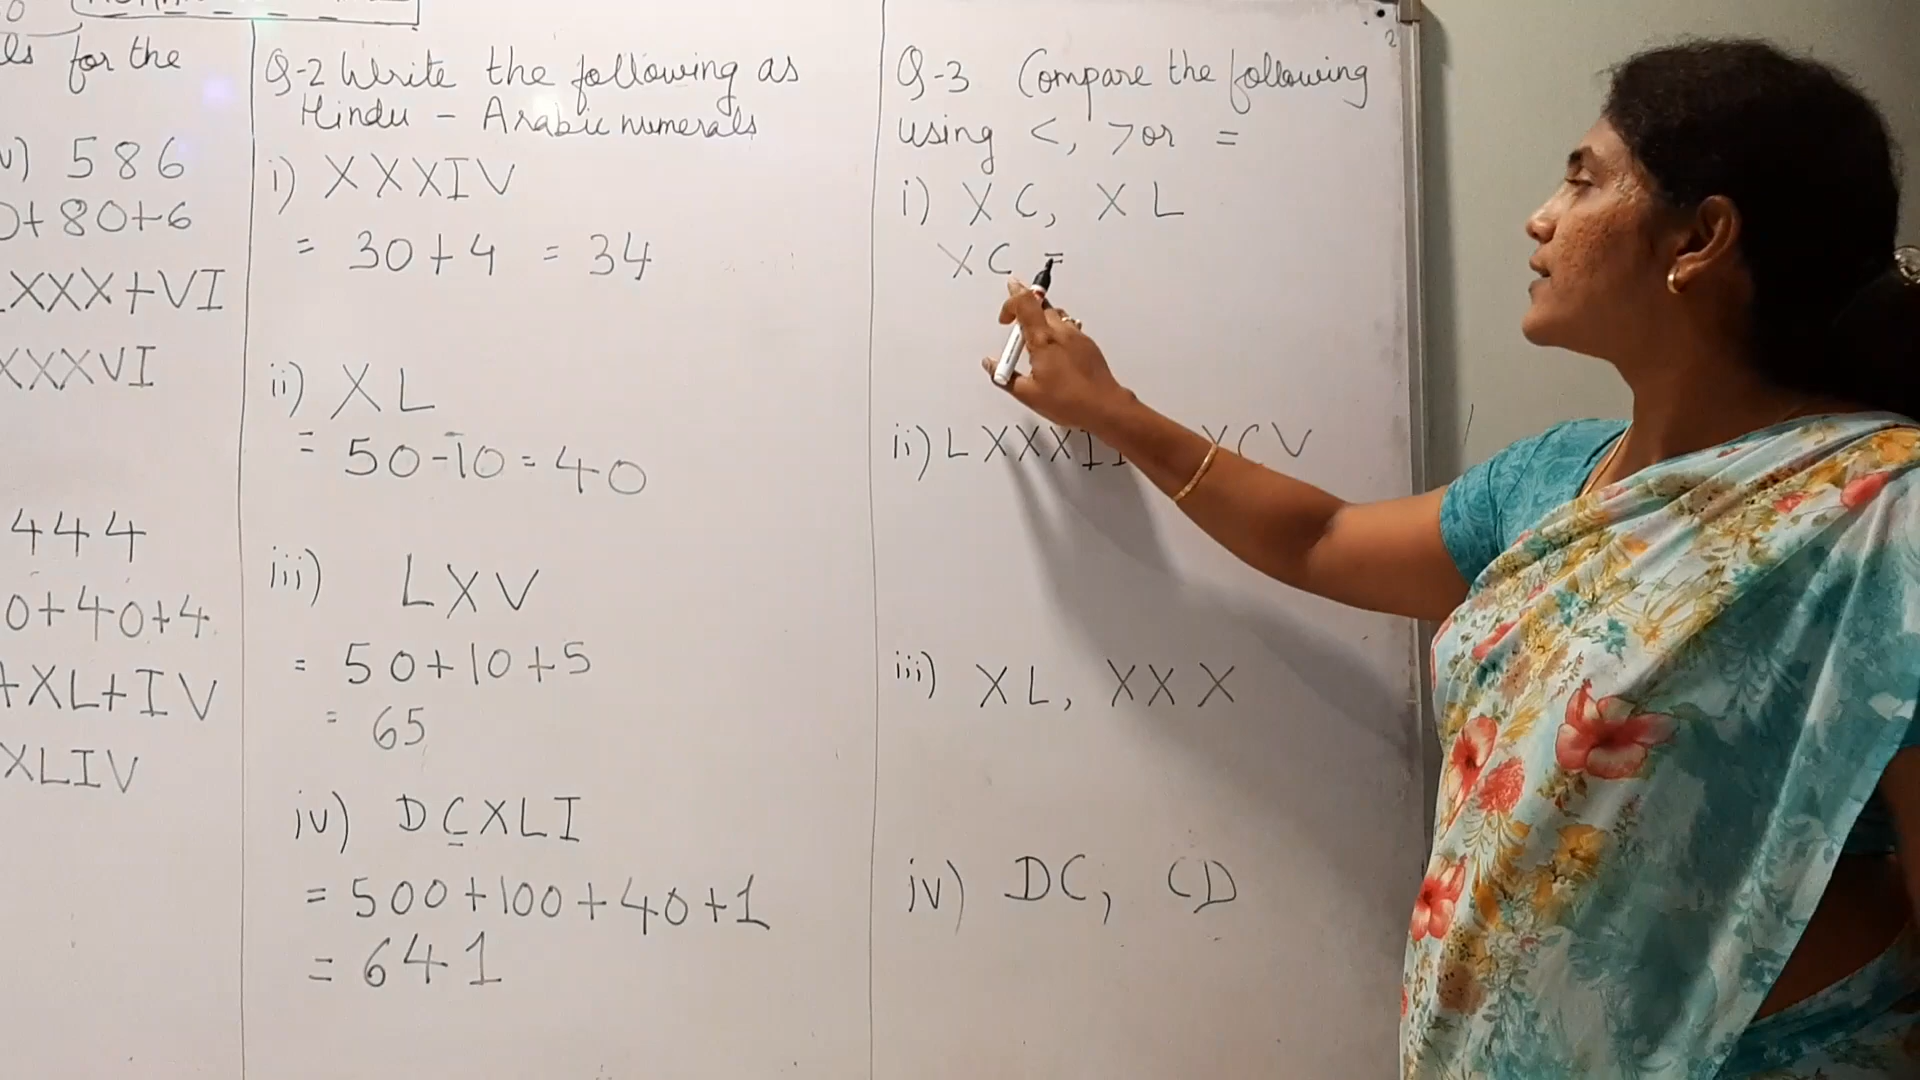 for the
586
+80+6
XXX+VI
XXXVI
444
0+40+4
+XL+IV
XLIV
Q-2 Write the following as
Hindu - Arabic numerals
i) XXXIV
= 30+4 = 34
ii) XL
= 50-10=40
iii) LXV
= 50+10+5
= 65
iv) DCXLI
= 500+100+40+1
= 641
Q-3 Compare the following
using <, > or =
i) XC, XL
XC =
ii) LXXXII XCV
iii) XL, XXX
iv) DC, CD